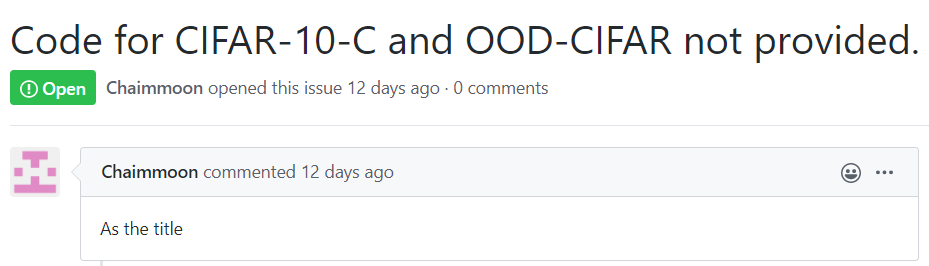 Code for CIFAR-10-C and OOD-CIFAR not provided.
Open Chaimmoon opened this issue 12 days ago · 0 comments
Chaimmoon commented 12 days ago
As the title